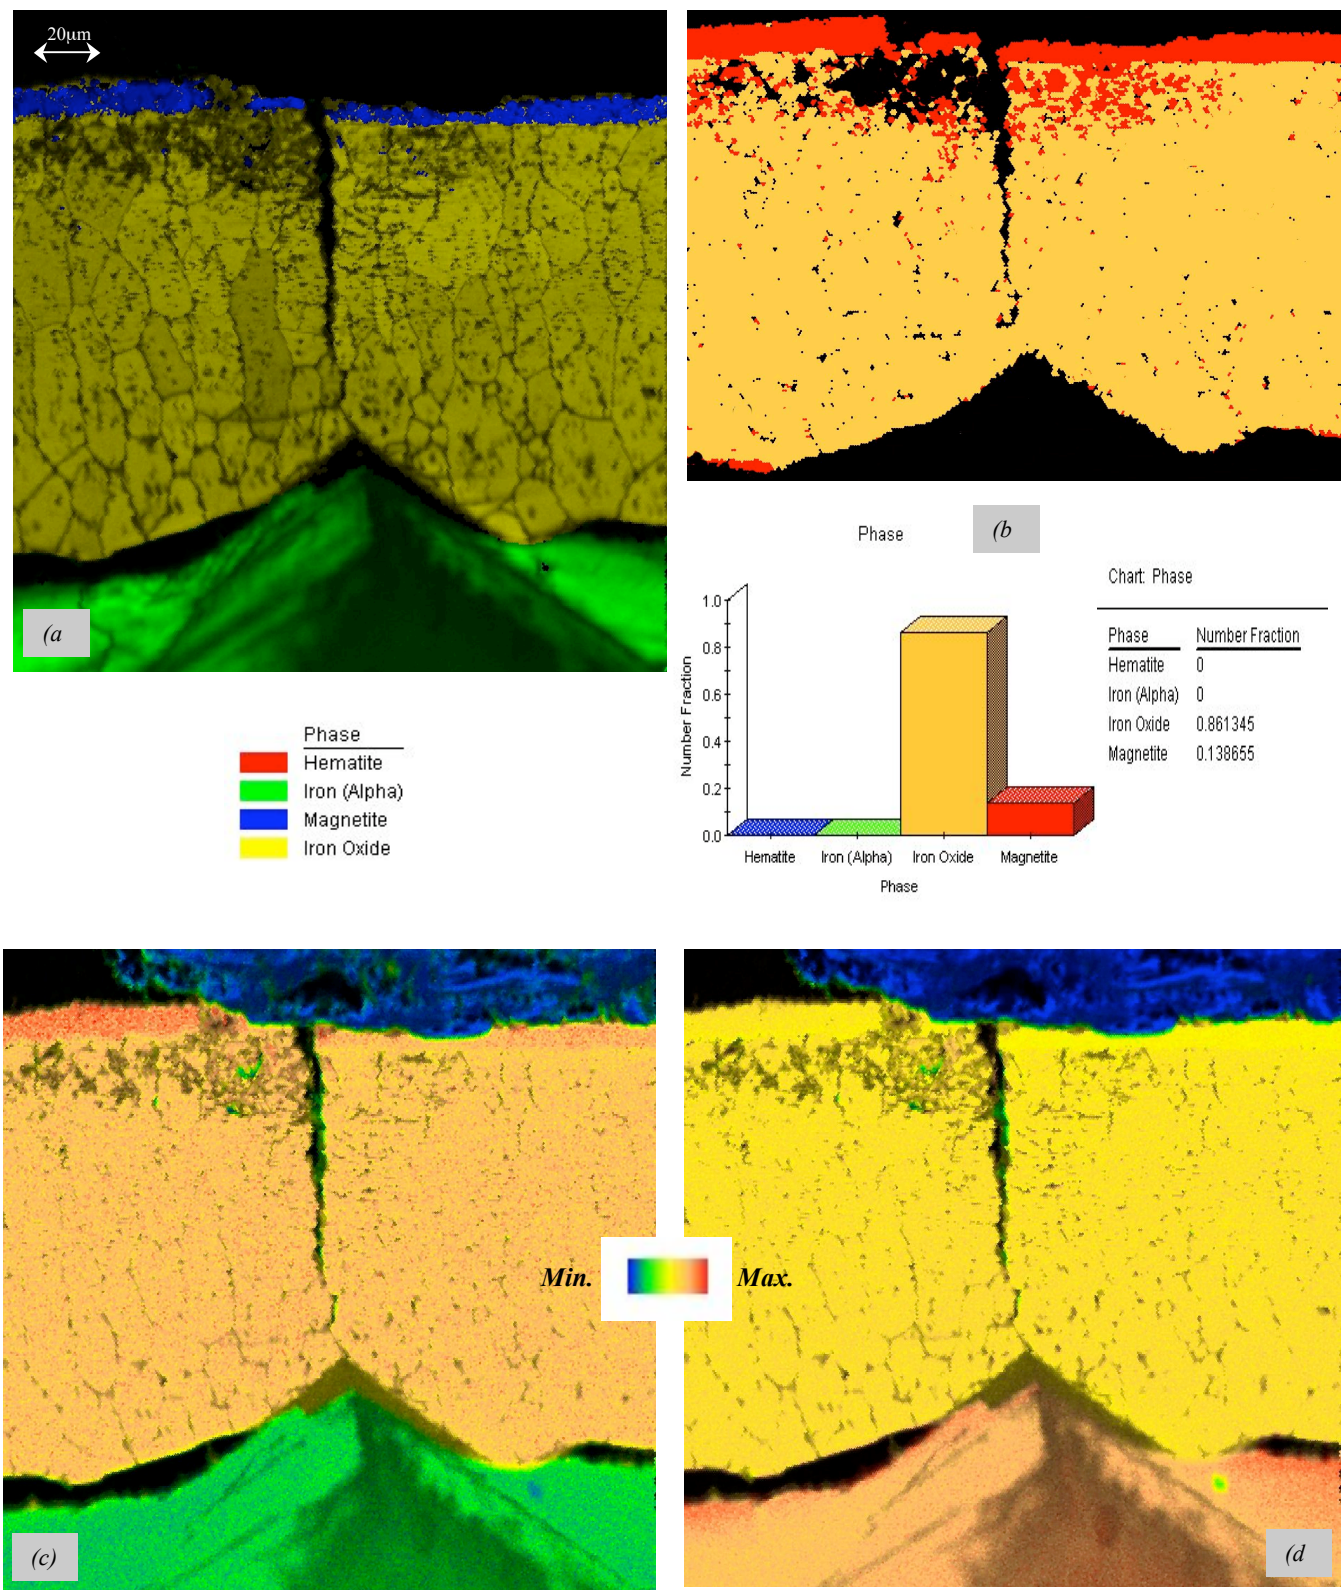 20μm
(a
Phase
Hematite
Iron (Alpha)
Magnetite
Iron Oxide
Phase
(b
Chart: Phase
Phase Number Fraction
Hematite 0
Iron (Alpha) 0
Iron Oxide 0.861345
Magnetite 0.138655
1.0
0.8
0.6
0.4
0.2
0.0
Number Fraction
Hematite Iron (Alpha) Iron Oxide Magnetite
Phase
Min. Max.
(c)
(d